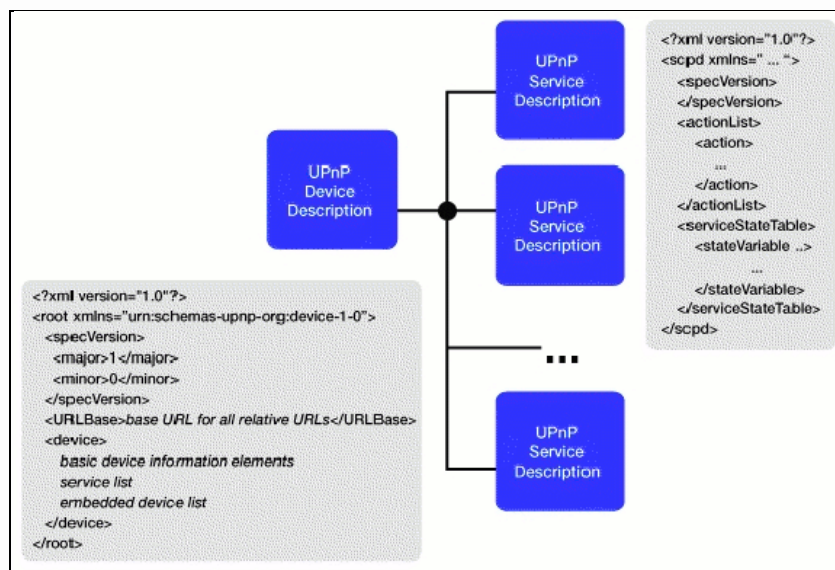 UPnP
Device
Description
UPnP
Service
Description
UPnP
Service
Description
...
UPnP
Service
Description
<?xml version="1.0"?>
<root xmlns="urn:schemas-upnp-org:device-1-0">
<specVersion>
<major>1</major>
<minor>0</minor>
</specVersion>
<URLBase>base URL for all relative URLs</URLBase>
<device>
basic device information elements
service list
embedded device list
</device>
</root>
<?xml version="1.0"?>
<scpd xmlns=" ... ">
<specVersion>
</specVersion>
<actionList>
<action>
...
</action>
</actionList>
<serviceStateTable>
<stateVariable ..>
...
</stateVariable>
</serviceStateTable>
</scpd>